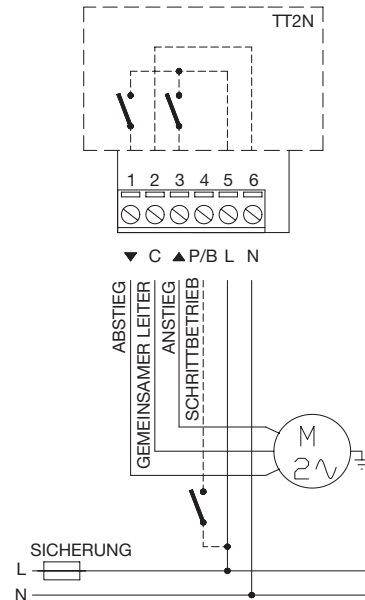 TT2N
1 2 3 4 5 6
▼ C ▲ P/B L N
ABSTIEG
GEMEINSAMER LEITER
ANSTIEG
SCHRITTBETRIEB
M
2∿
SICHERUNG
L
N